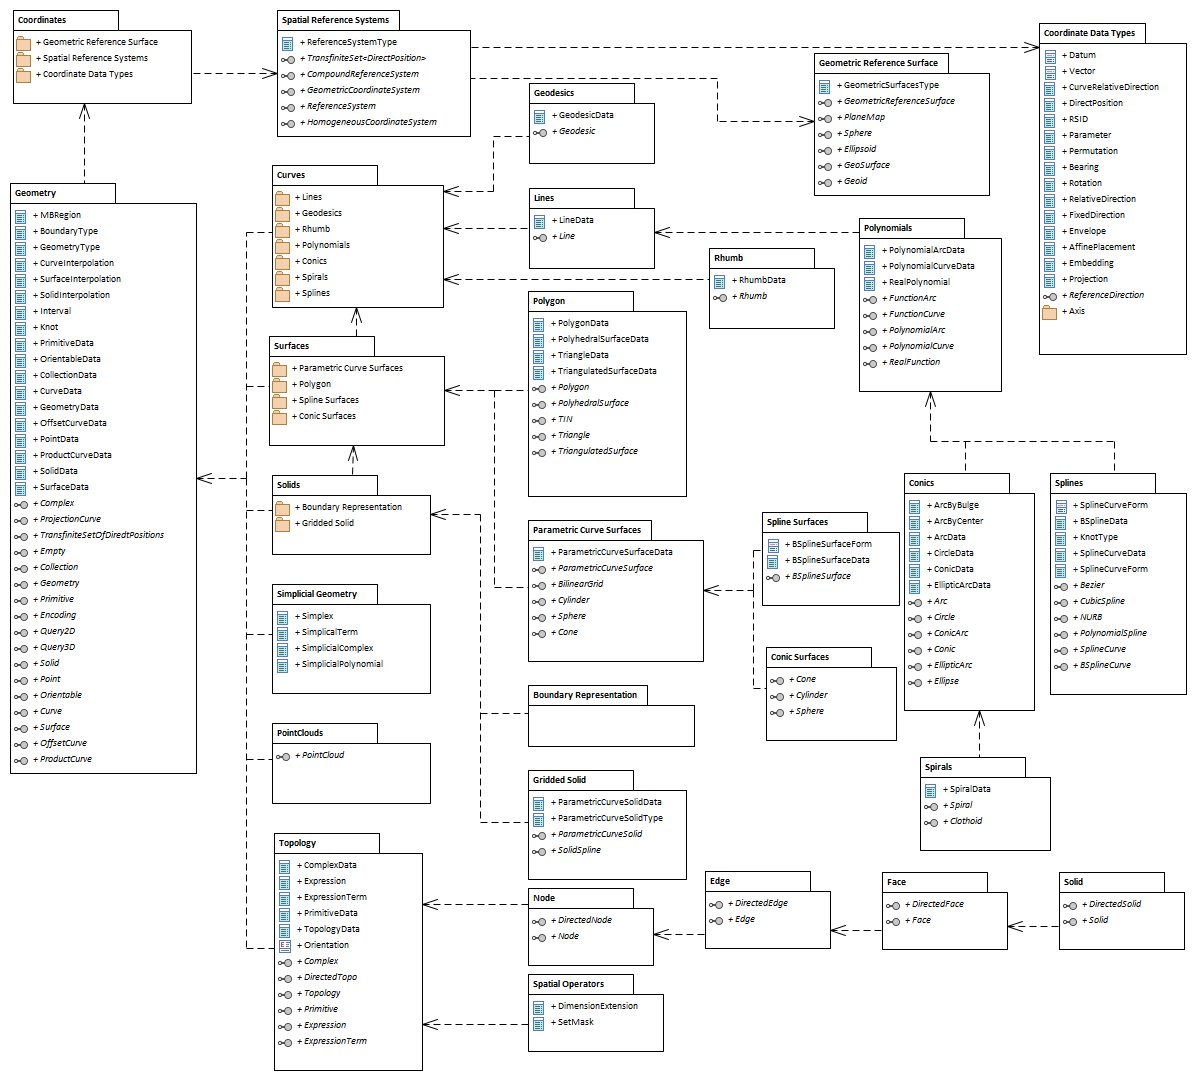 Coordinates
+ Geometric Reference Surface
+ Spatial Reference Systems
+ Coordinate Data Types
Spatial Reference Systems
+ ReferenceSystemType
+ TransfiniteSet<DirectPosition>
+ CompoundReferenceSystem
+ GeometricCoordinateSystem
+ ReferenceSystem
+ HomogeneousCoordinateSystem
Geometric Reference Surface
+ GeometricSurfacesType
+ GeometricReferenceSurface
+ PlaneMap
+ Sphere
+ Ellipsoid
+ GeoSurface
+ Geoid
Coordinate Data Types
+ Datum
+ Vector
+ CurveRelativeDirection
+ DirectPosition
+ RSID
+ Parameter
+ Permutation
+ Bearing
+ Rotation
+ RelativeDirection
+ FixedDirection
+ Envelope
+ AffinePlacement
+ Embedding
+ Projection
+ ReferenceDirection
+ Axis
Geodesics
+ GeodesicData
+ Geodesic
Geometry
+ MBRegion
+ BoundaryType
+ GeometryType
+ CurveInterpolation
+ SurfaceInterpolation
+ SolidInterpolation
+ Interval
+ Knot
+ PrimitiveData
+ OrientableData
+ CollectionData
+ CurveData
+ GeometryData
+ OffsetCurveData
+ PointData
+ ProductCurveData
+ SolidData
+ SurfaceData
+ Complex
+ ProjectionCurve
+ TransfiniteSetOfDiredtPositions
+ Empty
+ Collection
+ Geometry
+ Primitive
+ Encoding
+ Query2D
+ Query3D
+ Solid
+ Point
+ Orientable
+ Curve
+ Surface
+ OffsetCurve
+ ProductCurve
Curves
+ Lines
+ Geodesics
+ Rhumb
+ Polynomials
+ Conics
+ Spirals
+ Splines
Lines
+ LineData
+ Line
Rhumb
+ RhumbData
+ Rhumb
Polynomials
+ PolynomialArcData
+ PolynomialCurveData
+ RealPolynomial
+ FunctionArc
+ FunctionCurve
+ PolynomialArc
+ PolynomialCurve
+ RealFunction
Surfaces
+ Parametric Curve Surfaces
+ Polygon
+ Spline Surfaces
+ Conic Surfaces
Polygon
+ PolygonData
+ PolyhedralSurfaceData
+ TriangleData
+ TriangulatedSurfaceData
+ Polygon
+ PolyhedralSurface
+ TIN
+ Triangle
+ TriangulatedSurface
Solids
+ Boundary Representation
+ Gridded Solid
Parametric Curve Surfaces
+ ParametricCurveSurfaceData
+ ParametricCurveSurface
+ BilinearGrid
+ Cylinder
+ Sphere
+ Cone
Spline Surfaces
+ BSplineSurfaceForm
+ BSplineSurfaceData
+ BSplineSurface
Conic Surfaces
+ Cone
+ Cylinder
+ Sphere
Conics
+ ArcByBulge
+ ArcByCenter
+ ArcData
+ CircleData
+ ConicData
+ EllipticArcData
+ Arc
+ Circle
+ ConicArc
+ Conic
+ EllipticArc
+ Ellipse
Splines
+ SplineCurveForm
+ BSplineData
+ KnotType
+ SplineCurveData
+ SplineCurveForm
+ Bezier
+ CubicSpline
+ NURB
+ PolynomialSpline
+ SplineCurve
+ BSplineCurve
Simplicial Geometry
+ Simplex
+ SimplicalTerm
+ SimplicialComplex
+ SimplicialPolynomial
Boundary Representation
PointClouds
+ PointCloud
Gridded Solid
+ ParametricCurveSolidData
+ ParametricCurveSolidType
+ ParametricCurveSolid
+ SolidSpline
Spirals
+ SpiralData
+ Spiral
+ Clothoid
Topology
+ ComplexData
+ Expression
+ ExpressionTerm
+ PrimitiveData
+ TopologyData
+ Orientation
+ Complex
+ DirectedTopo
+ Topology
+ Primitive
+ Expression
+ ExpressionTerm
Node
+ DirectedNode
+ Node
Edge
+ DirectedEdge
+ Edge
Face
+ DirectedFace
+ Face
Solid
+ DirectedSolid
+ Solid
Spatial Operators
+ DimensionExtension
+ SetMask